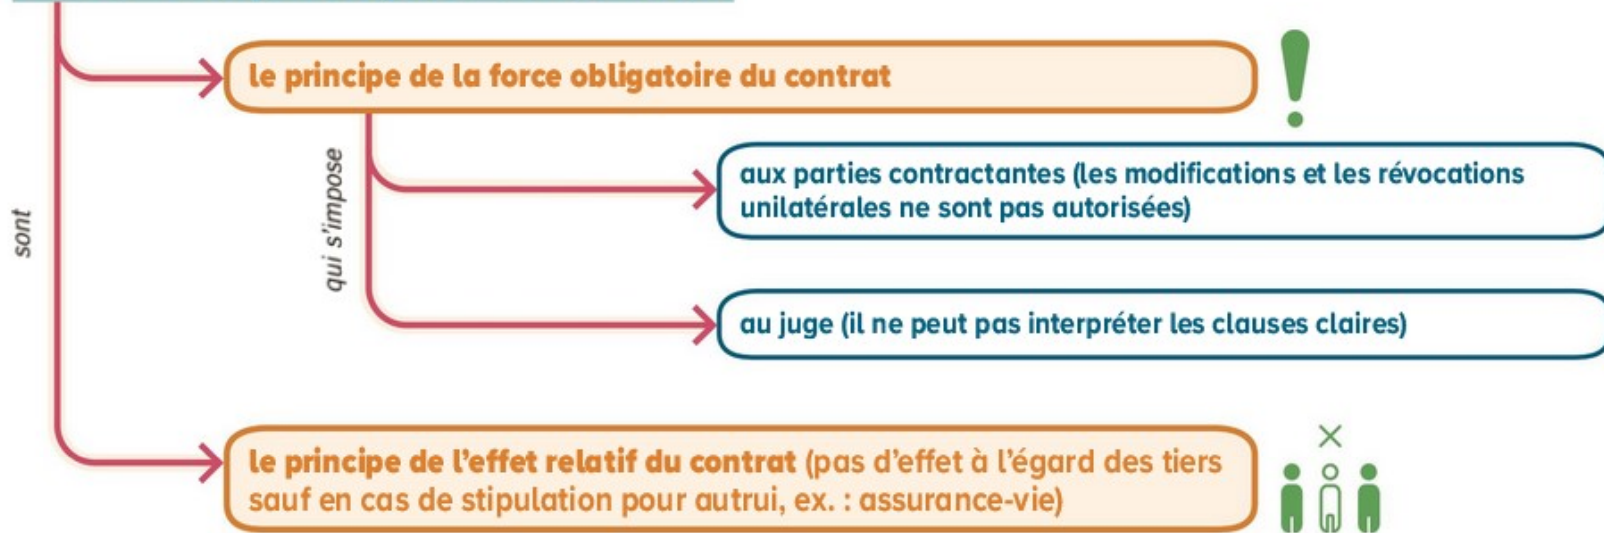 le principe de la force obligatoire du contrat
aux parties contractantes (les modifications et les révocations
unilatérales ne sont pas autorisées)
sont
qui s'impose
au juge (il ne peut pas interpréter les clauses claires)
le principe de l'effet relatif du contrat (pas d'effet à l'égard des tiers
sauf en cas de stipulation pour autrui, ex. : assurance-vie)